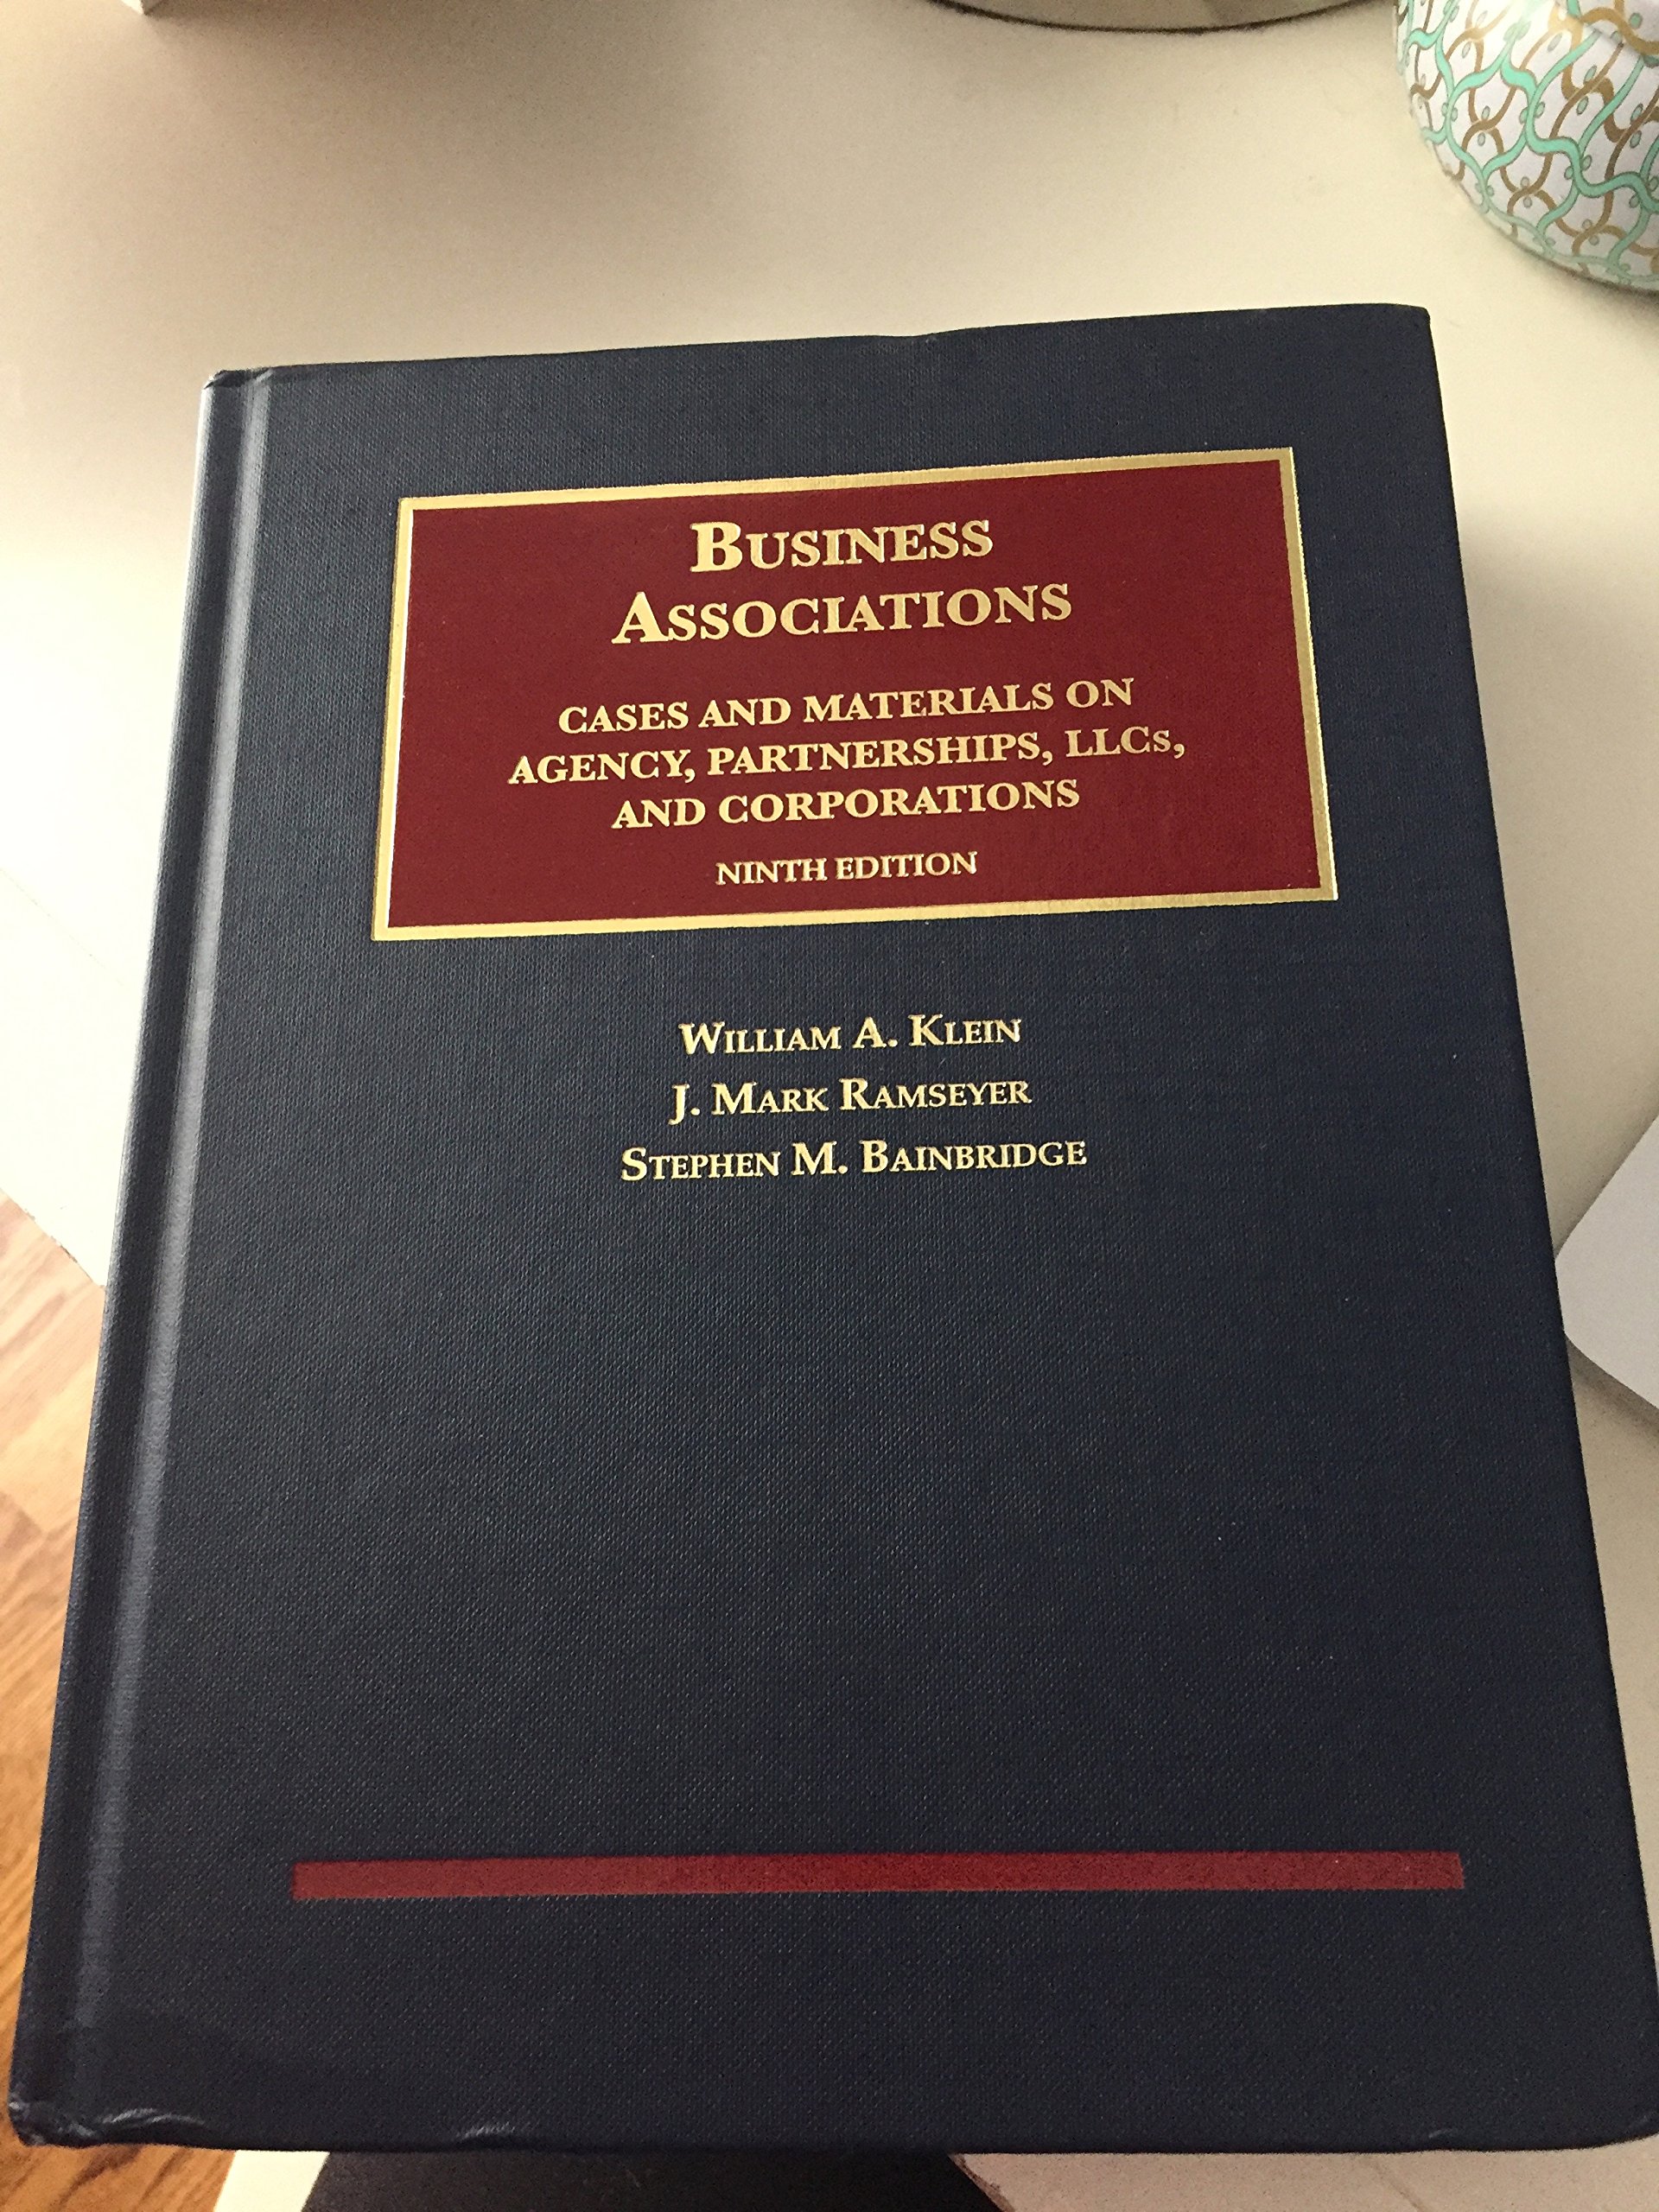 BUSINESS
ASSOCIATIONS
CASES AND MATERIALS ON
AGENCY, PARTNERSHIPS, LLCs,
AND CORPORATIONS
NINTH EDITION
WILLIAM A. KLEIN
J. MARK RAMSEYER
STEPHEN M. BAINBRIDGE